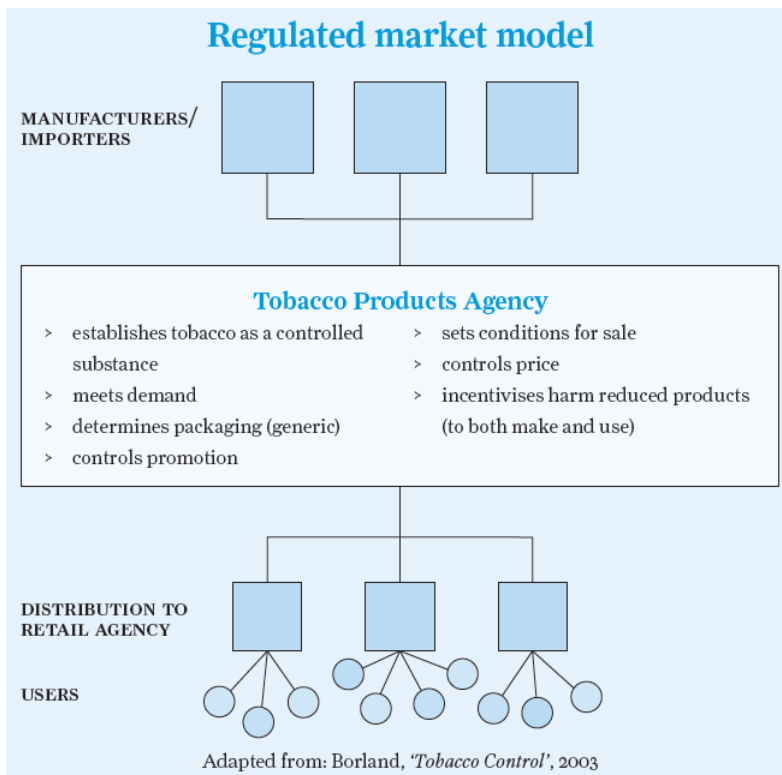 Regulated market model
MANUFACTURERS/
IMPORTERS
Tobacco Products Agency
> establishes tobacco as a controlled
substance
> meets demand
> determines packaging (generic)
> controls promotion
> sets conditions for sale
> controls price
> incentivises harm reduced products
(to both make and use)
DISTRIBUTION TO
RETAIL AGENCY
USERS
Adapted from: Borland, ‘Tobacco Control’, 2003